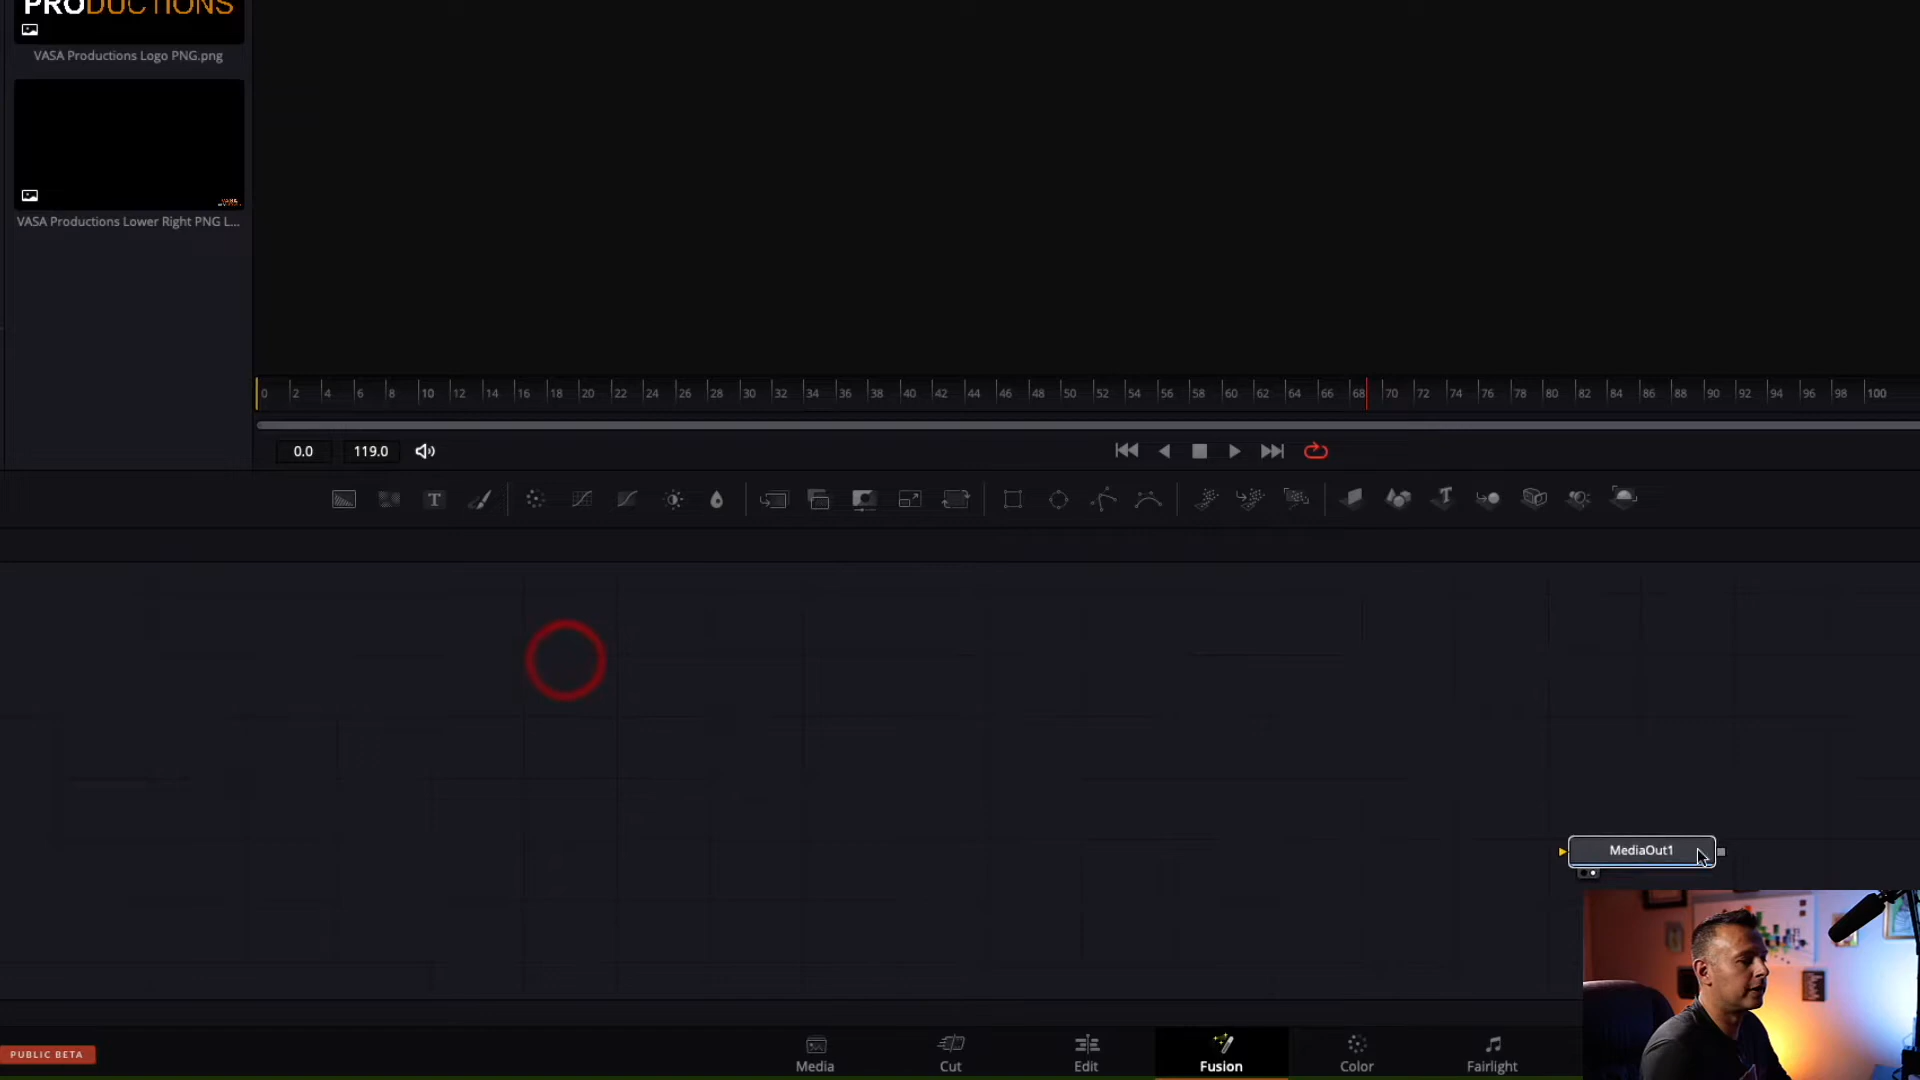 PRODUCTIONS
VASA Productions Logo PNG.png
VASA Productions Lower Right PNG L...
0 2 4 6 8 10 12 14 16 18 20 22 24 26 28 30 32 34 36 38 40 42 44 46 48 50 52 54 56 58 60 62 64 66 68 70 72 74 76 78 80 82 84 86 88 90 92 94 96 98 100
0.0 119.0
T
MediaOut1
PUBLIC BETA
Media Cut Edit Fusion Color Fairlight